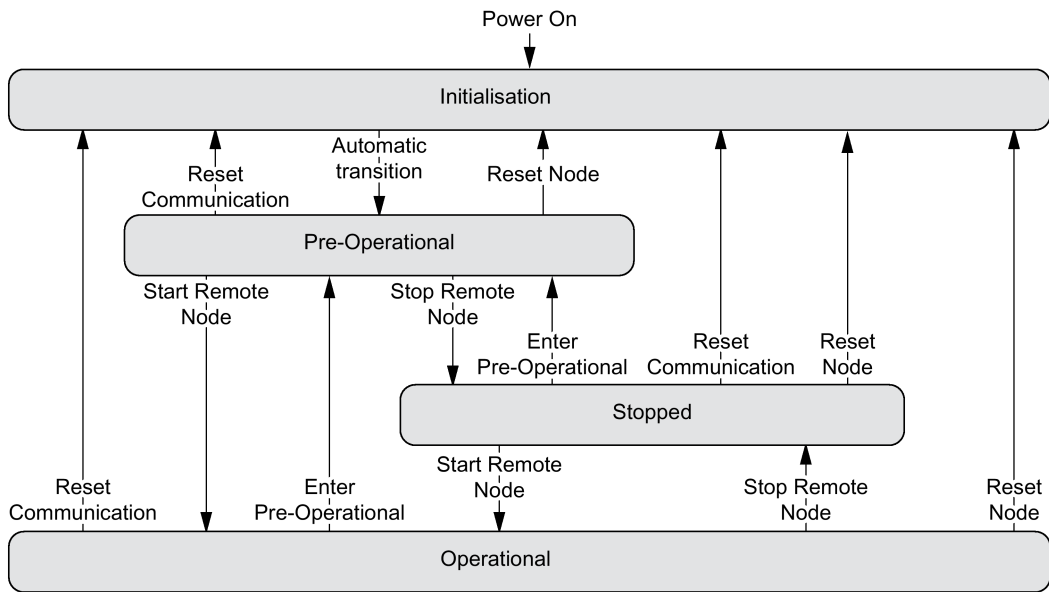 Power On
Initialisation
Automatic
transition
Reset
Communication
Reset Node
Pre-Operational
Start Remote
Node
Stop Remote
Node
Enter
Pre-Operational
Reset
Communication
Reset
Node
Stopped
Start Remote
Node
Reset
Communication
Enter
Pre-Operational
Stop Remote
Node
Reset
Node
Operational